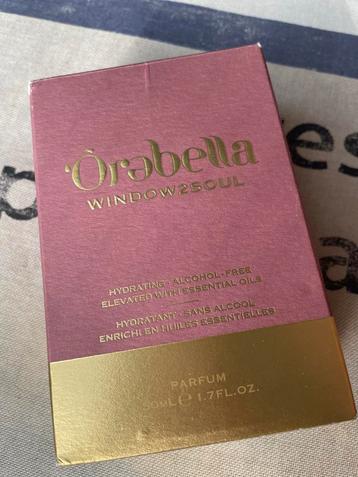 'Òrəbella
WINDOW2SOUL
HYDRATING • ALCOHOL-FREE
ELEVATED WITH ESSENTIAL OILS
HYDRATANT • SANS ALCOOL
ENRICHI EN HUILES ESSENTIELLES
PARFUM
50ML ℮ 1.7FL.OZ.